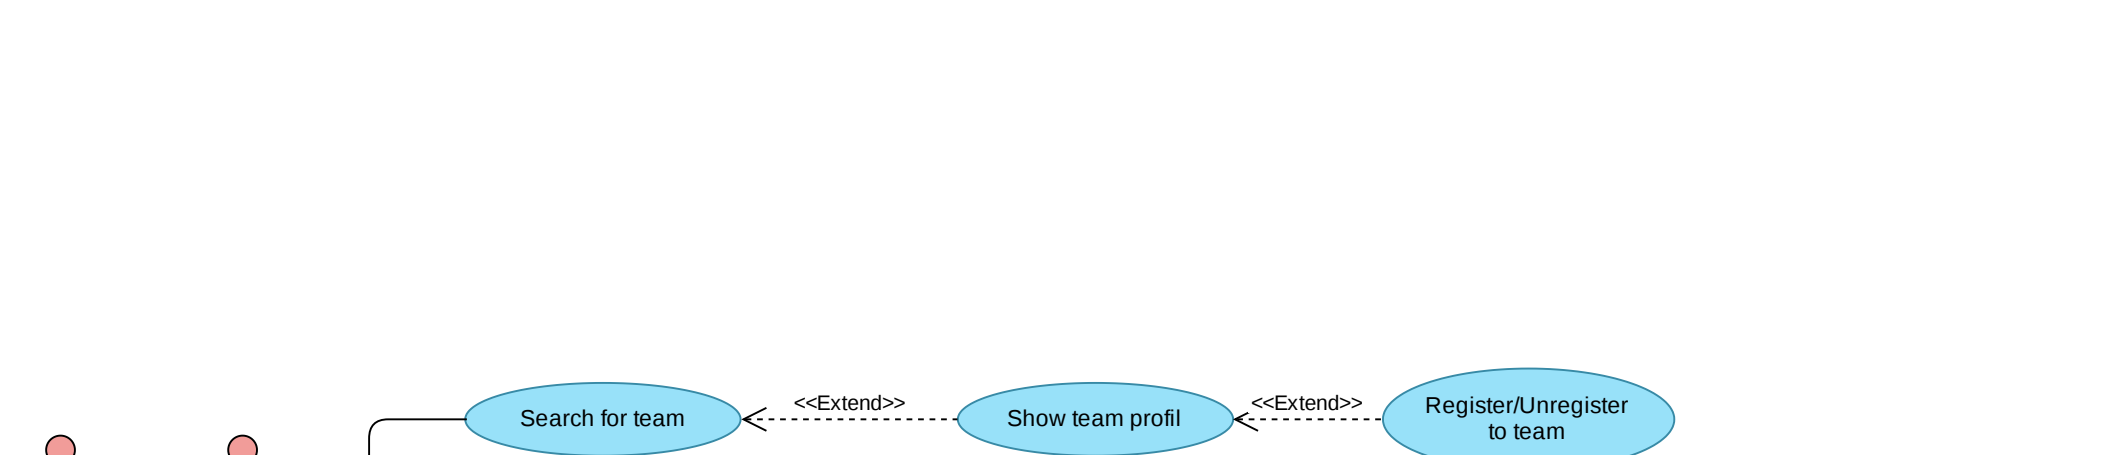 <<Extend>>
<<Extend>>
Search for team
Show team profil
Register/Unregister
to team